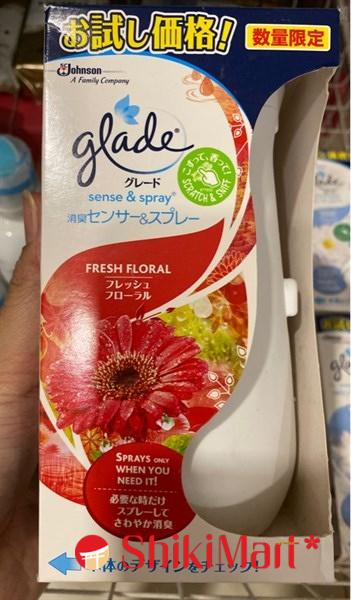 お試し価格!
数量限定
SC Johnson
A Family Company
glade®
グレード
sense & spray®
消臭センサー&スプレー
こすって、香って!
SCRATCH & SNIFF
FRESH FLORAL
フレッシュ
フローラル
SPRAYS ONLY
WHEN YOU
NEED IT!
必要な時だけ
スプレーして
さわやか消臭
ShikiMart*
体のデザインをチェック!